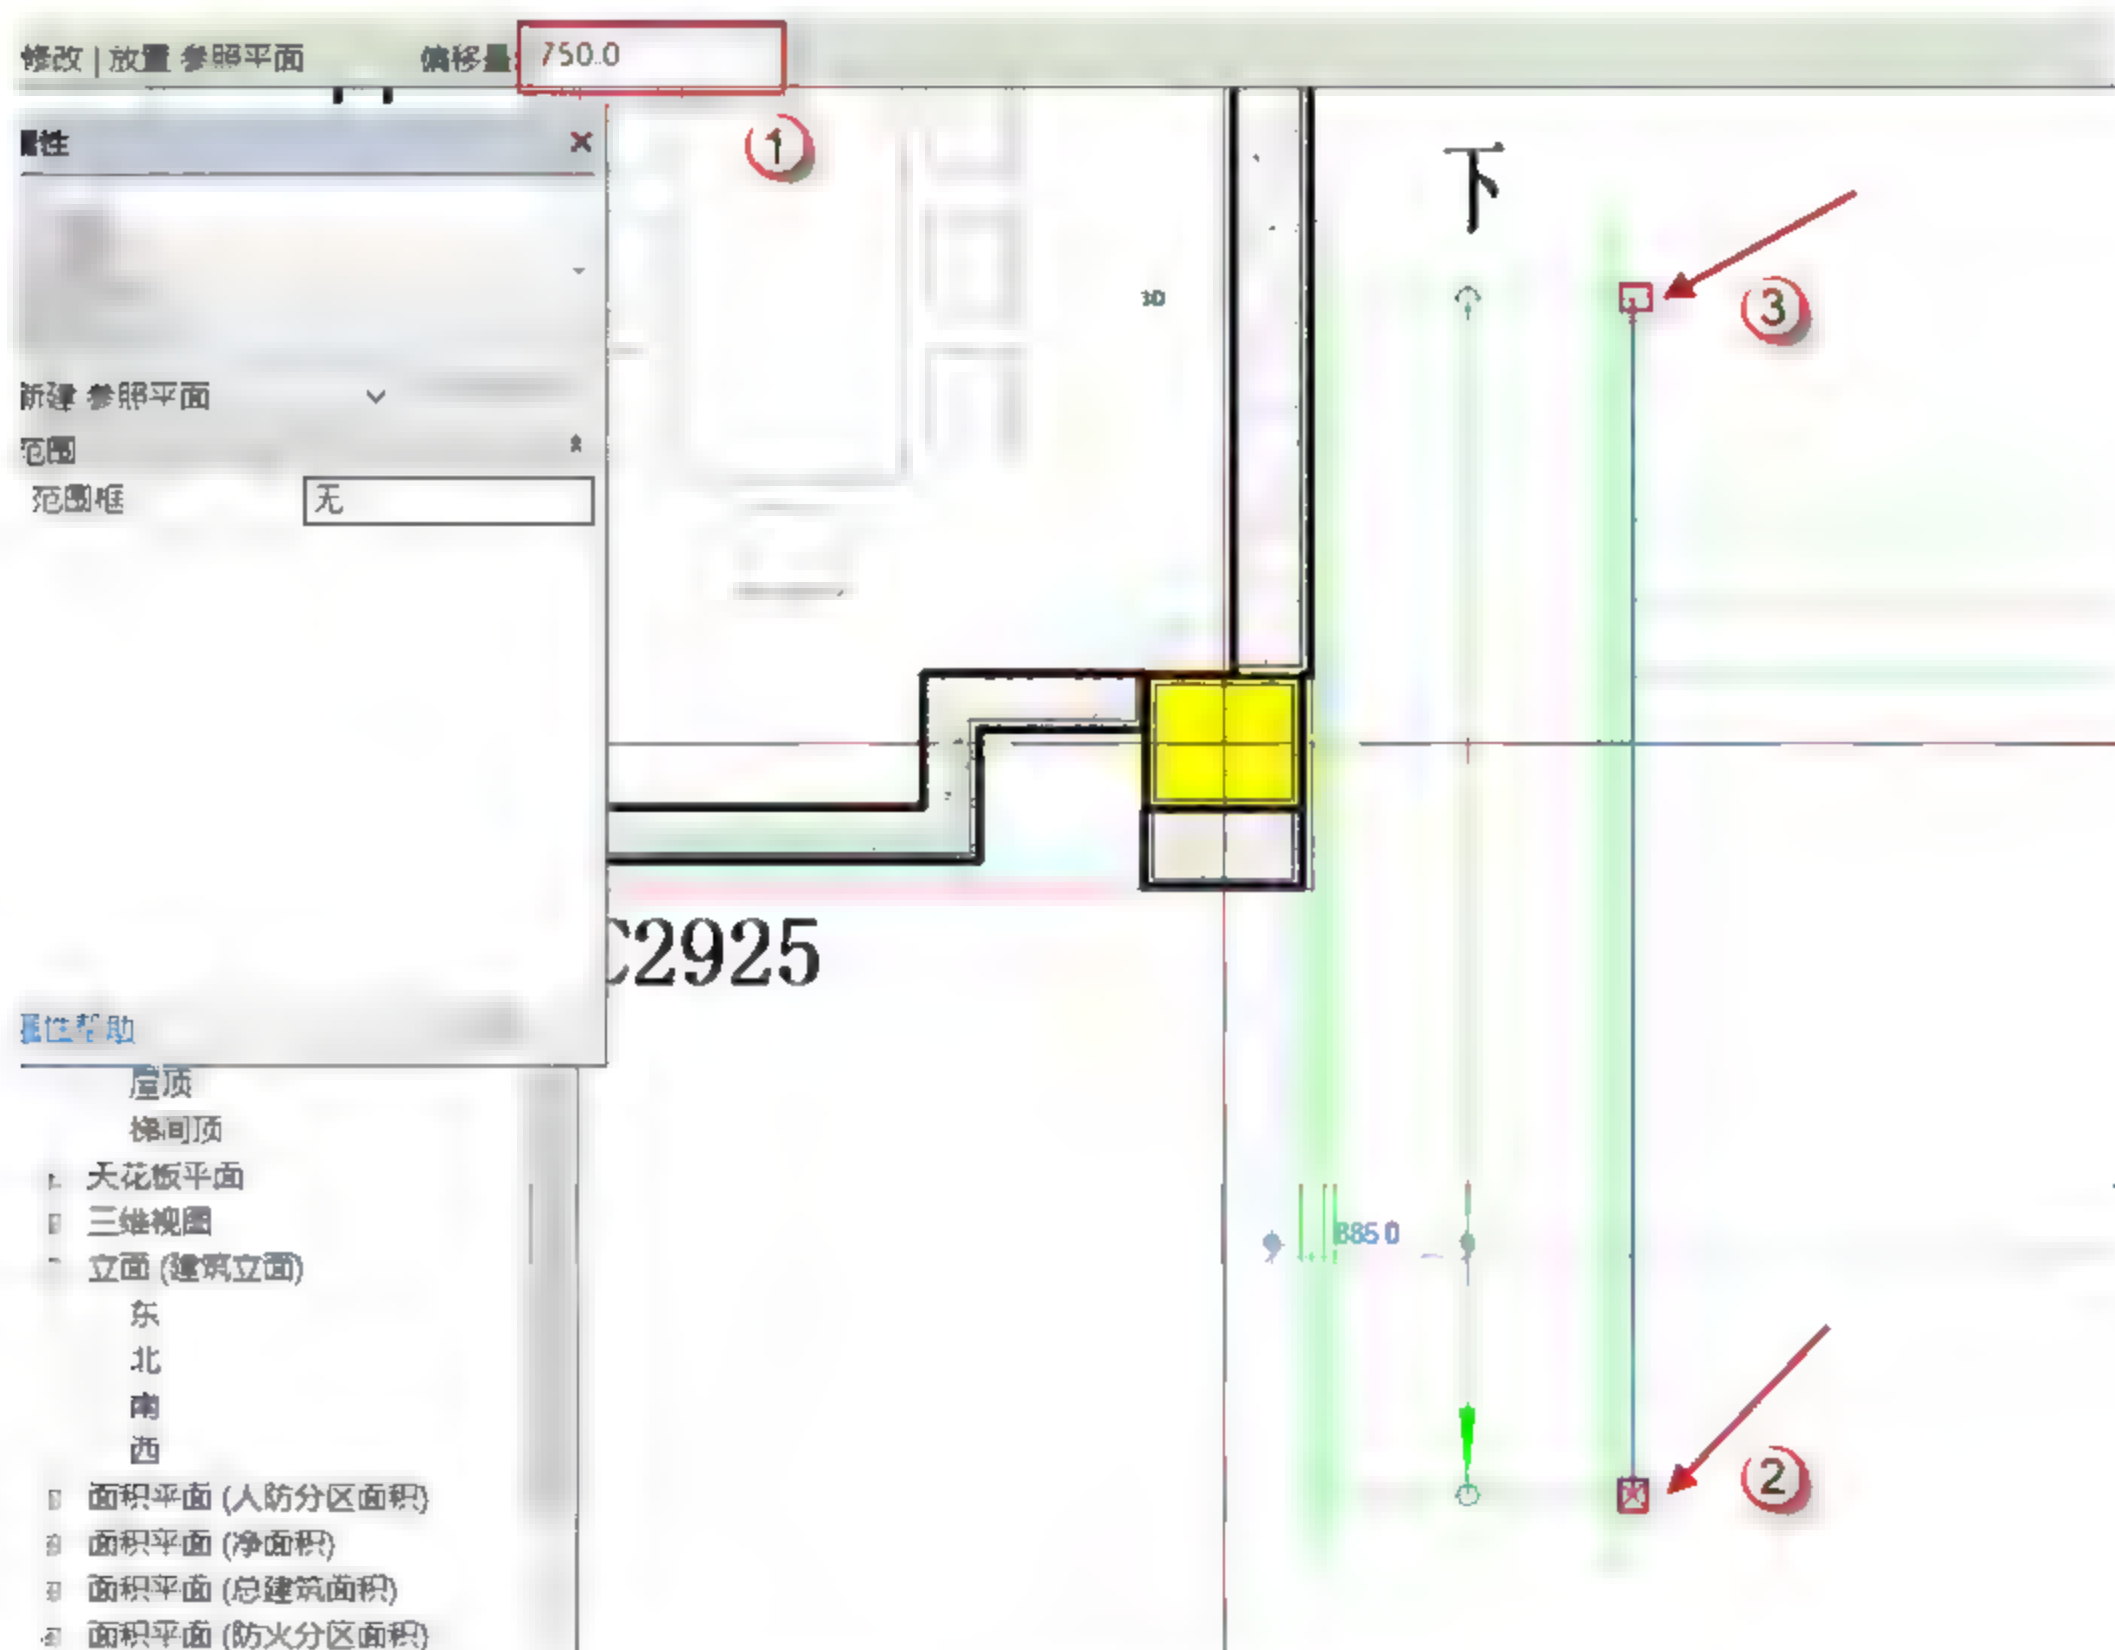 修改 | 放置 参照平面 偏移量: 750.0
属性
①
下
③
30
新建 参照平面
范围
范围框 无
C2925
属性帮助
屋顶
梯间顶
天花板平面
三维视图
885.0
立面 (建筑立面)
东
北
南
西
②
面积平面 (人防分区面积)
面积平面 (净面积)
面积平面 (总建筑面积)
面积平面 (防火分区面积)